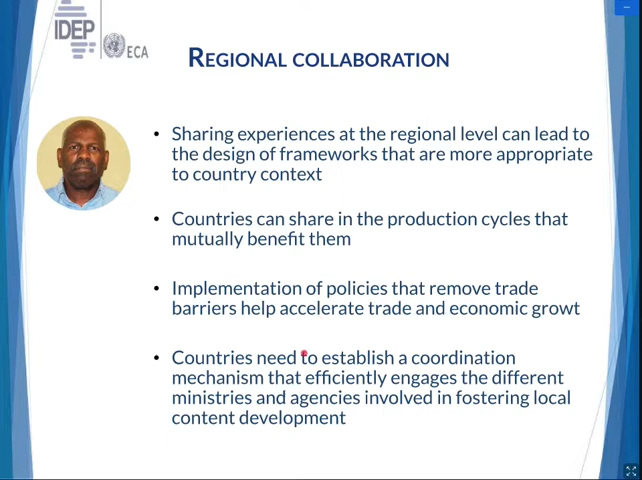 IDEP
ECA
REGIONAL COLLABORATION
• Sharing experiences at the regional level can lead to
the design of frameworks that are more appropriate
to country context
• Countries can share in the production cycles that
mutually benefit them
• Implementation of policies that remove trade
barriers help accelerate trade and economic growt
• Countries need to establish a coordination
mechanism that efficiently engages the different
ministries and agencies involved in fostering local
content development